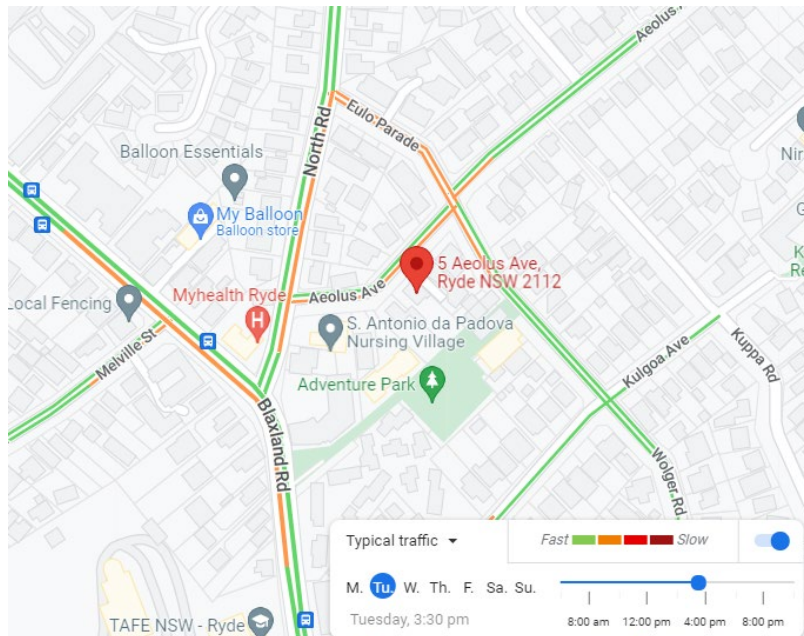 Aeolus
Eulo Parade
North Rd
Balloon Essentials
Nir
My Balloon
Balloon store
G
5 Aeolus Ave,
Ryde NSW 2112
K
Re
Aeolus Ave
Local Fencing
Myhealth Ryde
H
S. Antonio da Padova
Nursing Village
Melville St
Kulgoa Ave
Kuppa Rd
Adventure Park
Blaxland Rd
Wolger Rd
Typical traffic
Fast
Slow
M. Tu. W. Th. F. Sa. Su.
Tuesday, 3:30 pm
8:00 am 12:00 pm 4:00 pm 8:00 pm
TAFE NSW - Ryde